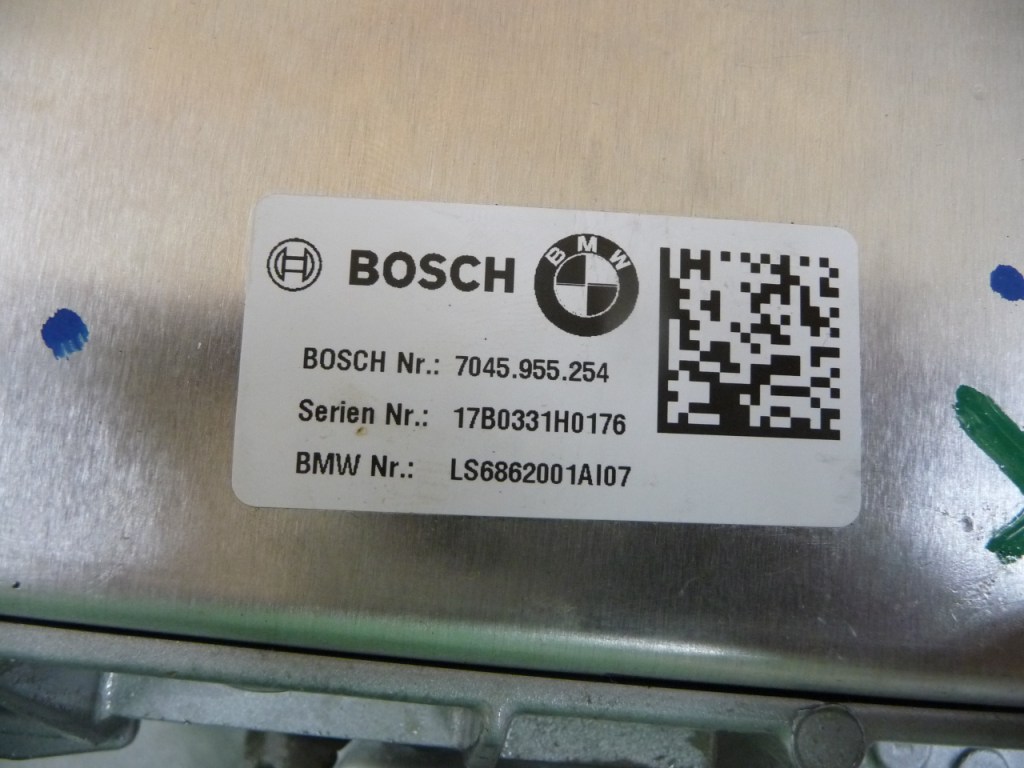 BOSCH
BMW
BOSCH Nr.: 7045.955.254
Serien Nr.: 17B0331H0176
BMW Nr.: LS6862001AI07